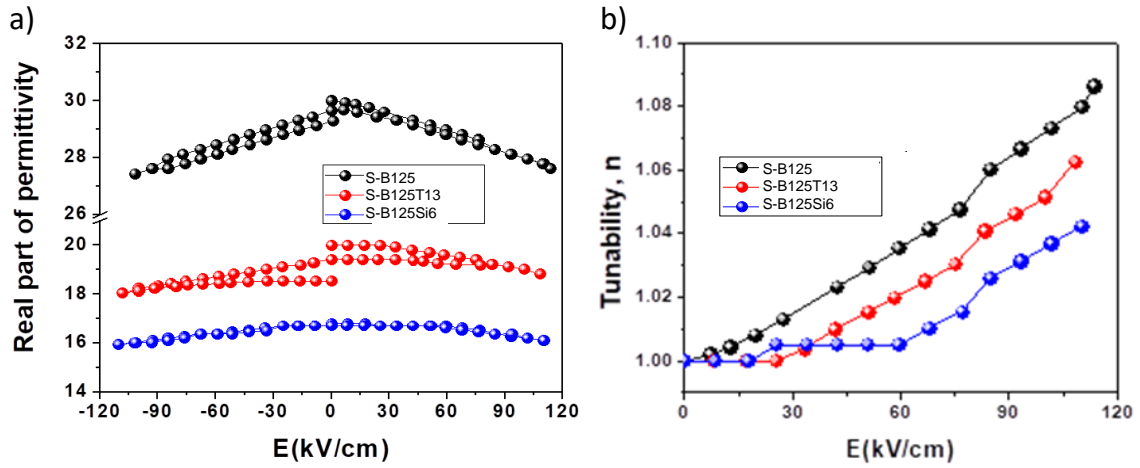 a)
Real part of permittivity
32
30
28
26
20
18
16
14
-120 -90 -60 -30 0 30 60 90 120
E(kV/cm)
S-B125
S-B125T13
S-B125Si6
b)
Tunability, n
1.10
1.08
1.06
1.04
1.02
1.00
0 30 60 90 120
E(kV/cm)
S-B125
S-B125T13
S-B125Si6